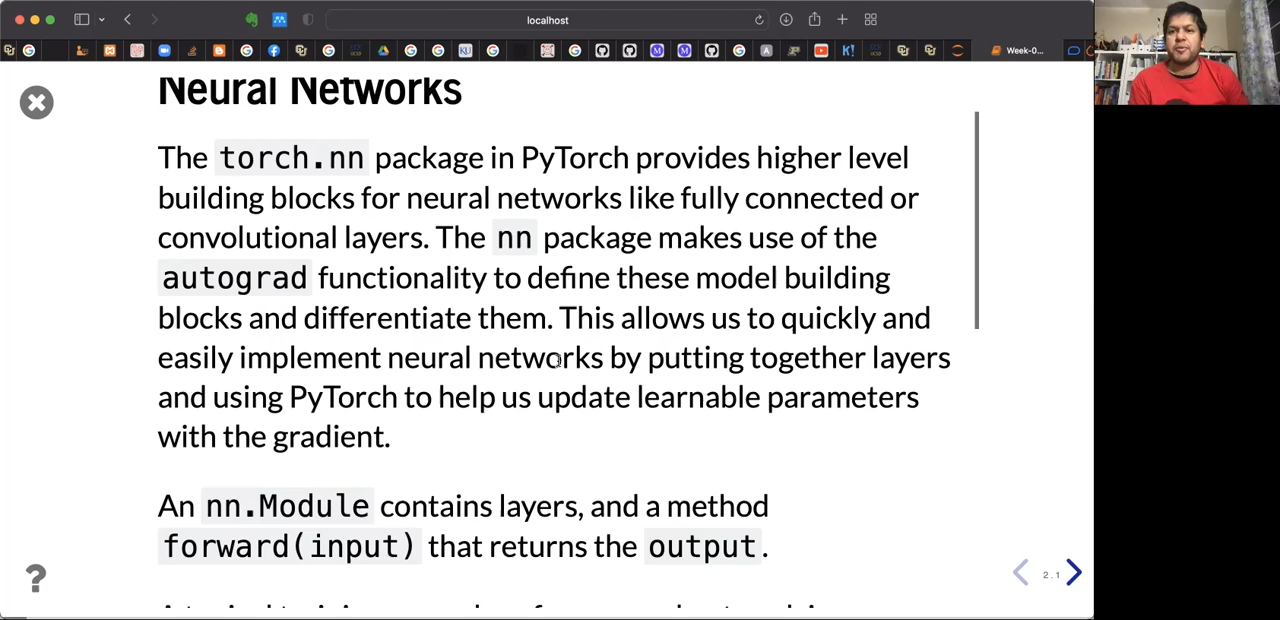 localhost
Week-0...
Neural Networks
The torch.nn package in PyTorch provides higher level
building blocks for neural networks like fully connected or
convolutional layers. The nn package makes use of the
autograd functionality to define these model building
blocks and differentiate them. This allows us to quickly and
easily implement neural networks by putting together layers
and using PyTorch to help us update learnable parameters
with the gradient.
An nn.Module contains layers, and a method
forward(input) that returns the output.
2.1
?